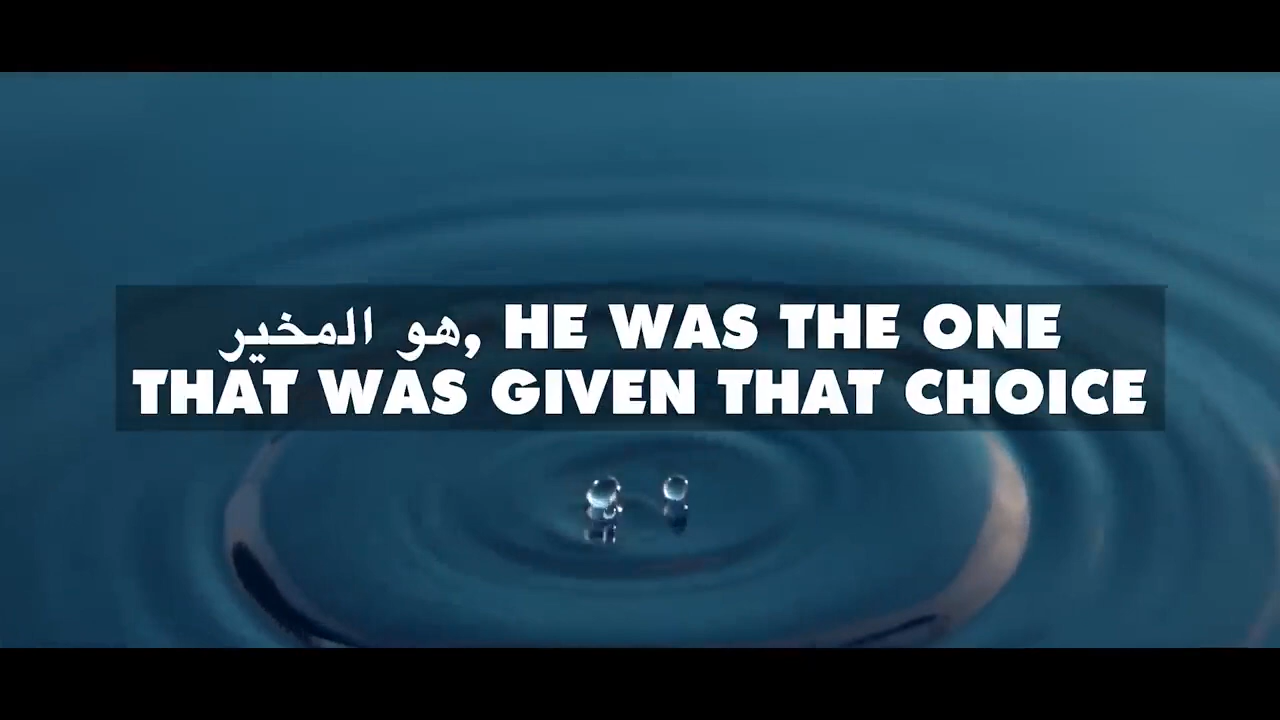 هو المخير, HE WAS THE ONE
THAT WAS GIVEN THAT CHOICE